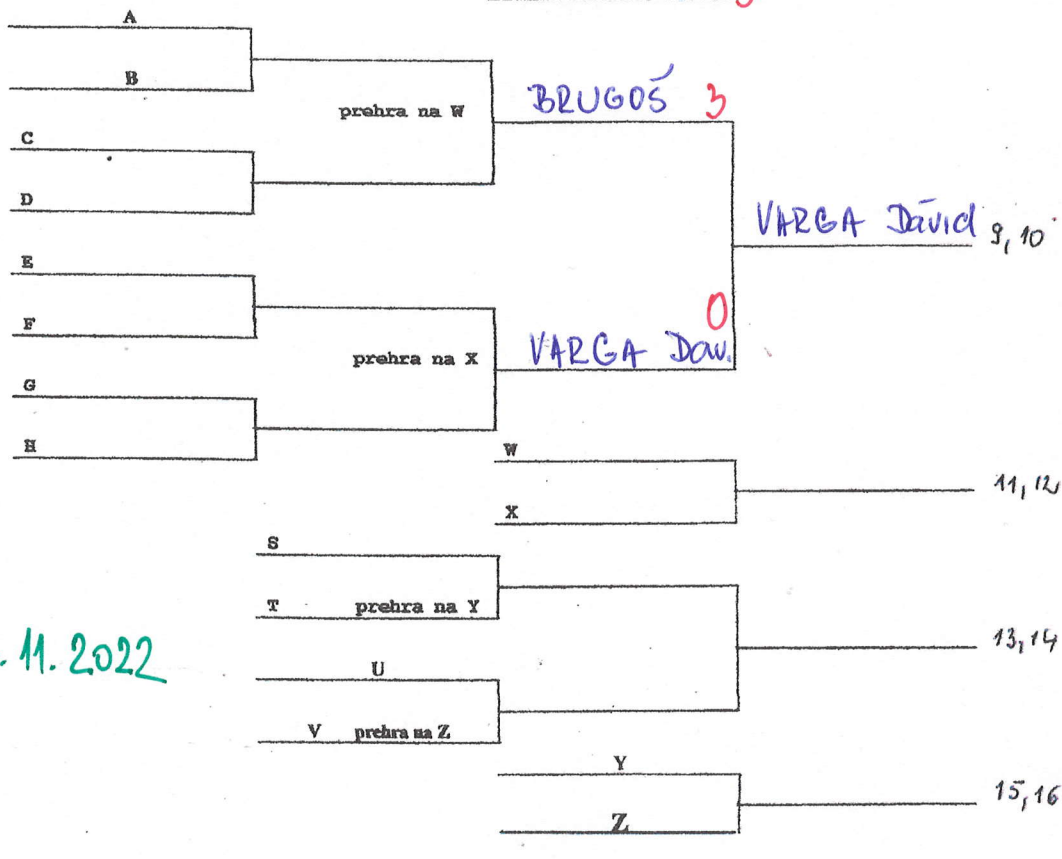 A
B
prehra na W
BRUGOŠ 3
C
D
VARGA Dávid 9, 10
E
F
0
prehra na X
VARGA Dav.
G
H
W
11, 12
X
S
T prehra na Y
13, 14
. 11. 2022
U
V prehra na Z
Y
15, 16
Z